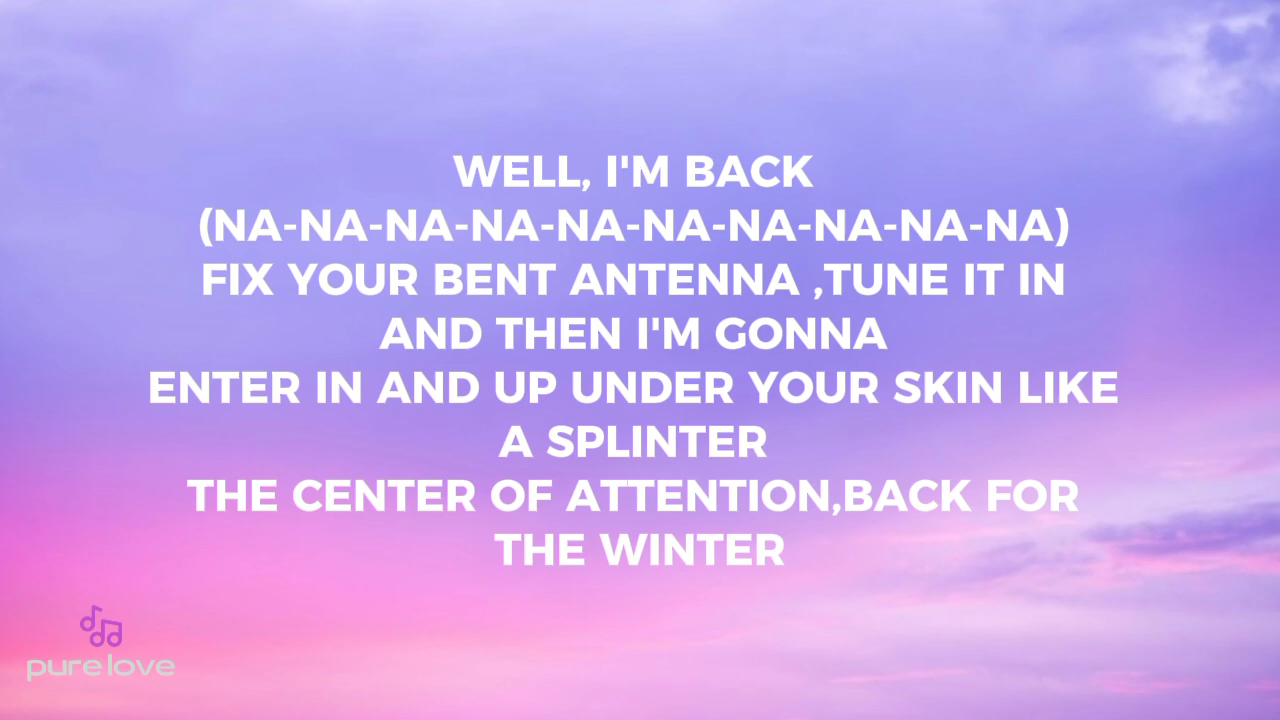 WELL, I'M BACK
(NA-NA-NA-NA-NA-NA-NA-NA-NA-NA)
FIX YOUR BENT ANTENNA ,TUNE IT IN
AND THEN I'M GONNA
ENTER IN AND UP UNDER YOUR SKIN LIKE
A SPLINTER
THE CENTER OF ATTENTION,BACK FOR
THE WINTER
pure love